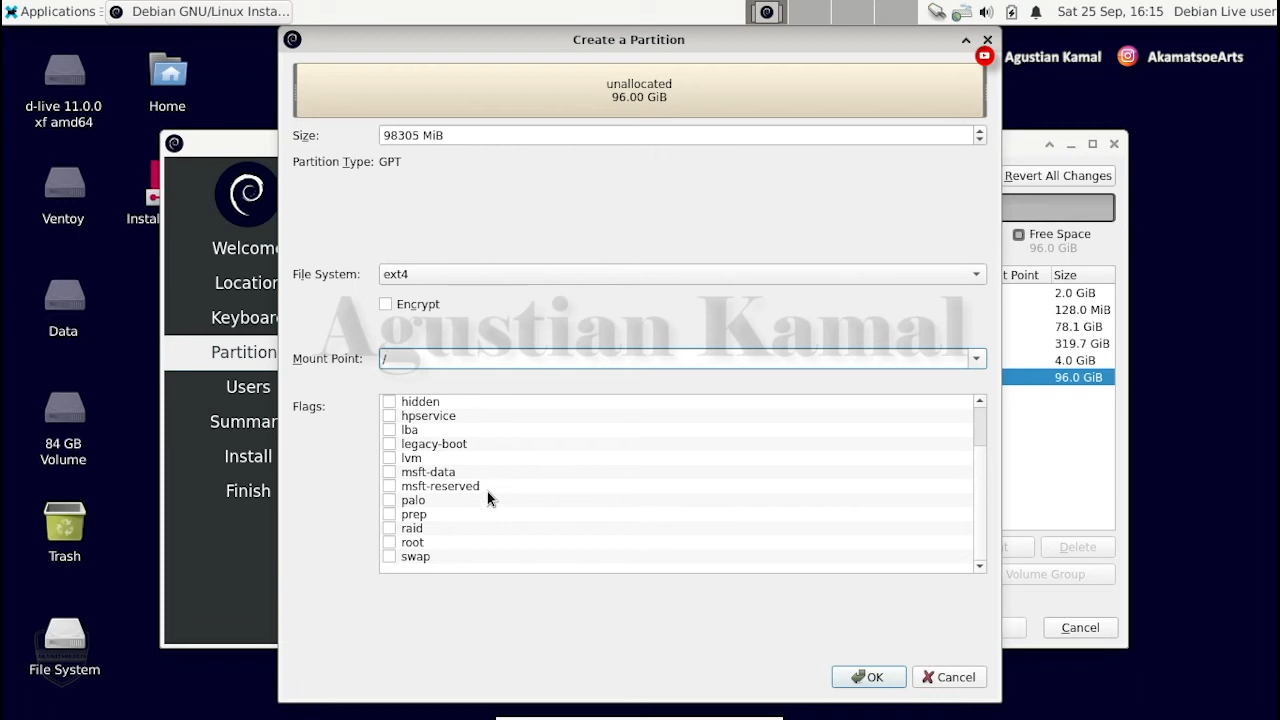 Applications
Debian GNU/Linux Insta...
Sat 25 Sep, 16:15
Debian Live user
Create a Partition
Agustian Kamal
AkamatsoeArts
d-live 11.0.0
xf amd64
Home
Ventoy
Instal
Data
84 GB
Volume
Trash
File System
Welcome
Location
Keyboard
Partition
Users
Summar
Install
Finish
unallocated
96.00 GiB
Size:
98305 MiB
Partition Type: GPT
File System:
ext4
Encrypt
Agustian Kamal
Mount Point:
/
Flags:
hidden
hpservice
lba
legacy-boot
lvm
msft-data
msft-reserved
palo
prep
raid
root
swap
OK
Cancel
Revert All Changes
Free Space
96.0 GiB
t Point
Size
2.0 GiB
128.0 MiB
78.1 GiB
319.7 GiB
4.0 GiB
96.0 GiB
t
Delete
Volume Group
Cancel